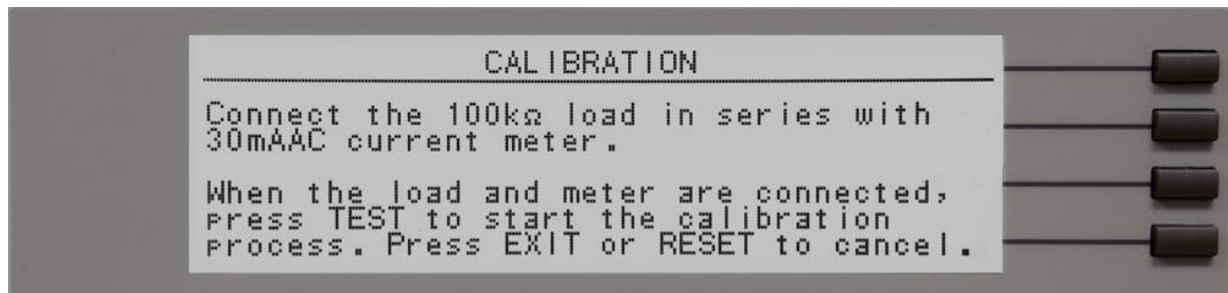 CALIBRATION
Connect the 100kΩ load in series with
30mAAC current meter.
When the load and meter are connected,
press TEST to start the calibration
process. Press EXIT or RESET to cancel.